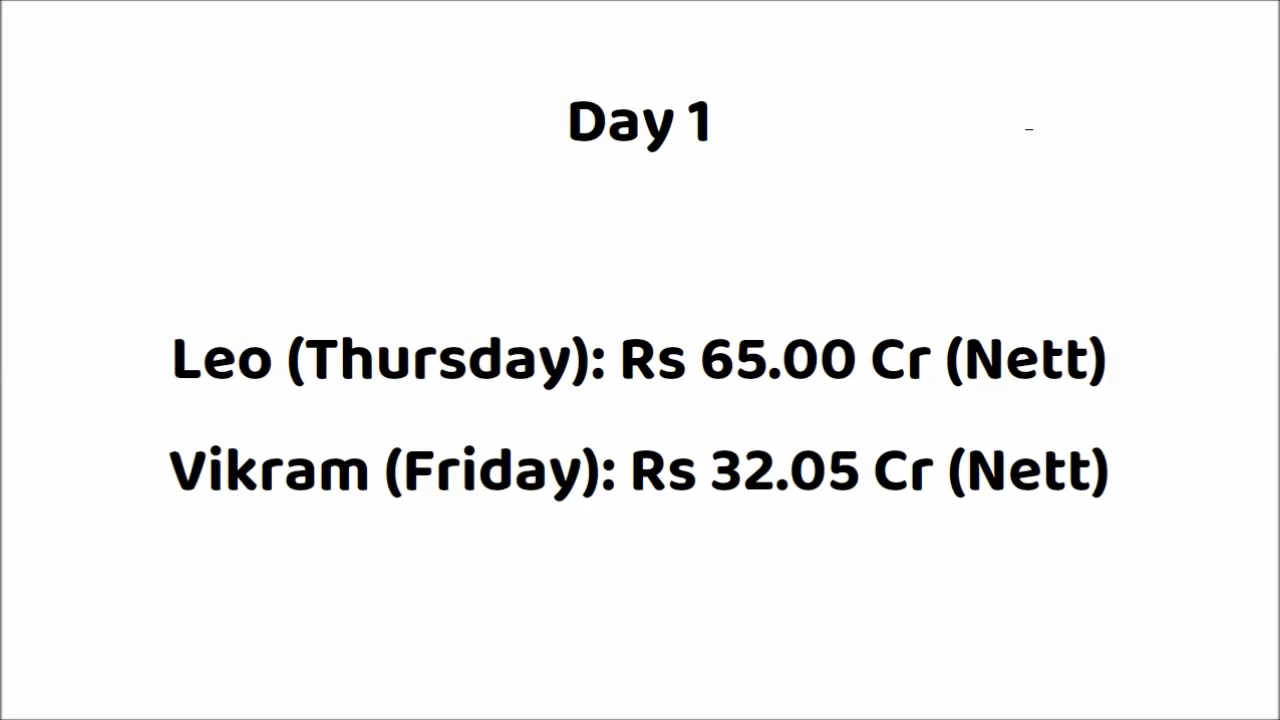 Day 1
Leo (Thursday): Rs 65.00 Cr (Nett)
Vikram (Friday): Rs 32.05 Cr (Nett)